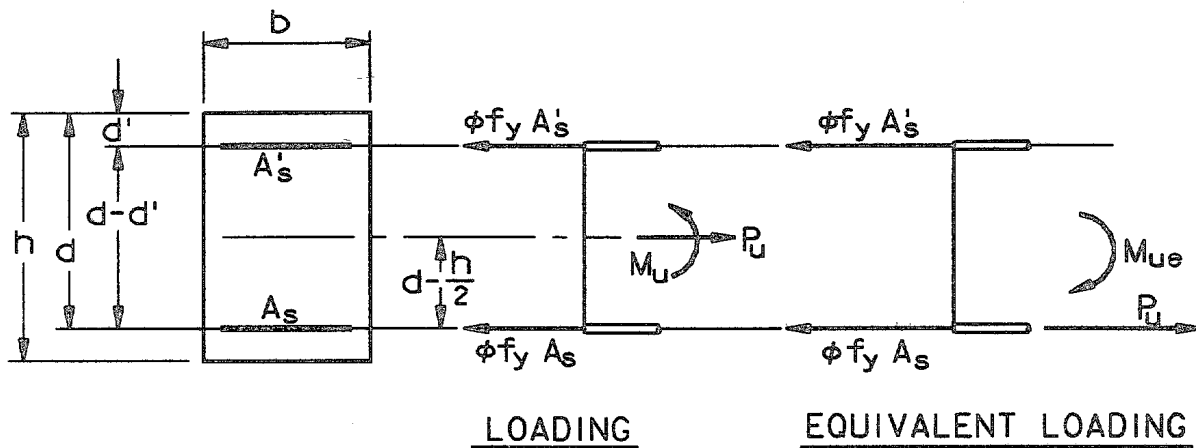 b
d'
A's
d-d'
h
d
d-h/2
As
ϕfy A's
Mu
Pu
ϕfy As
ϕfy A's
Mue
Pu
ϕfy As
LOADING
EQUIVALENT LOADING